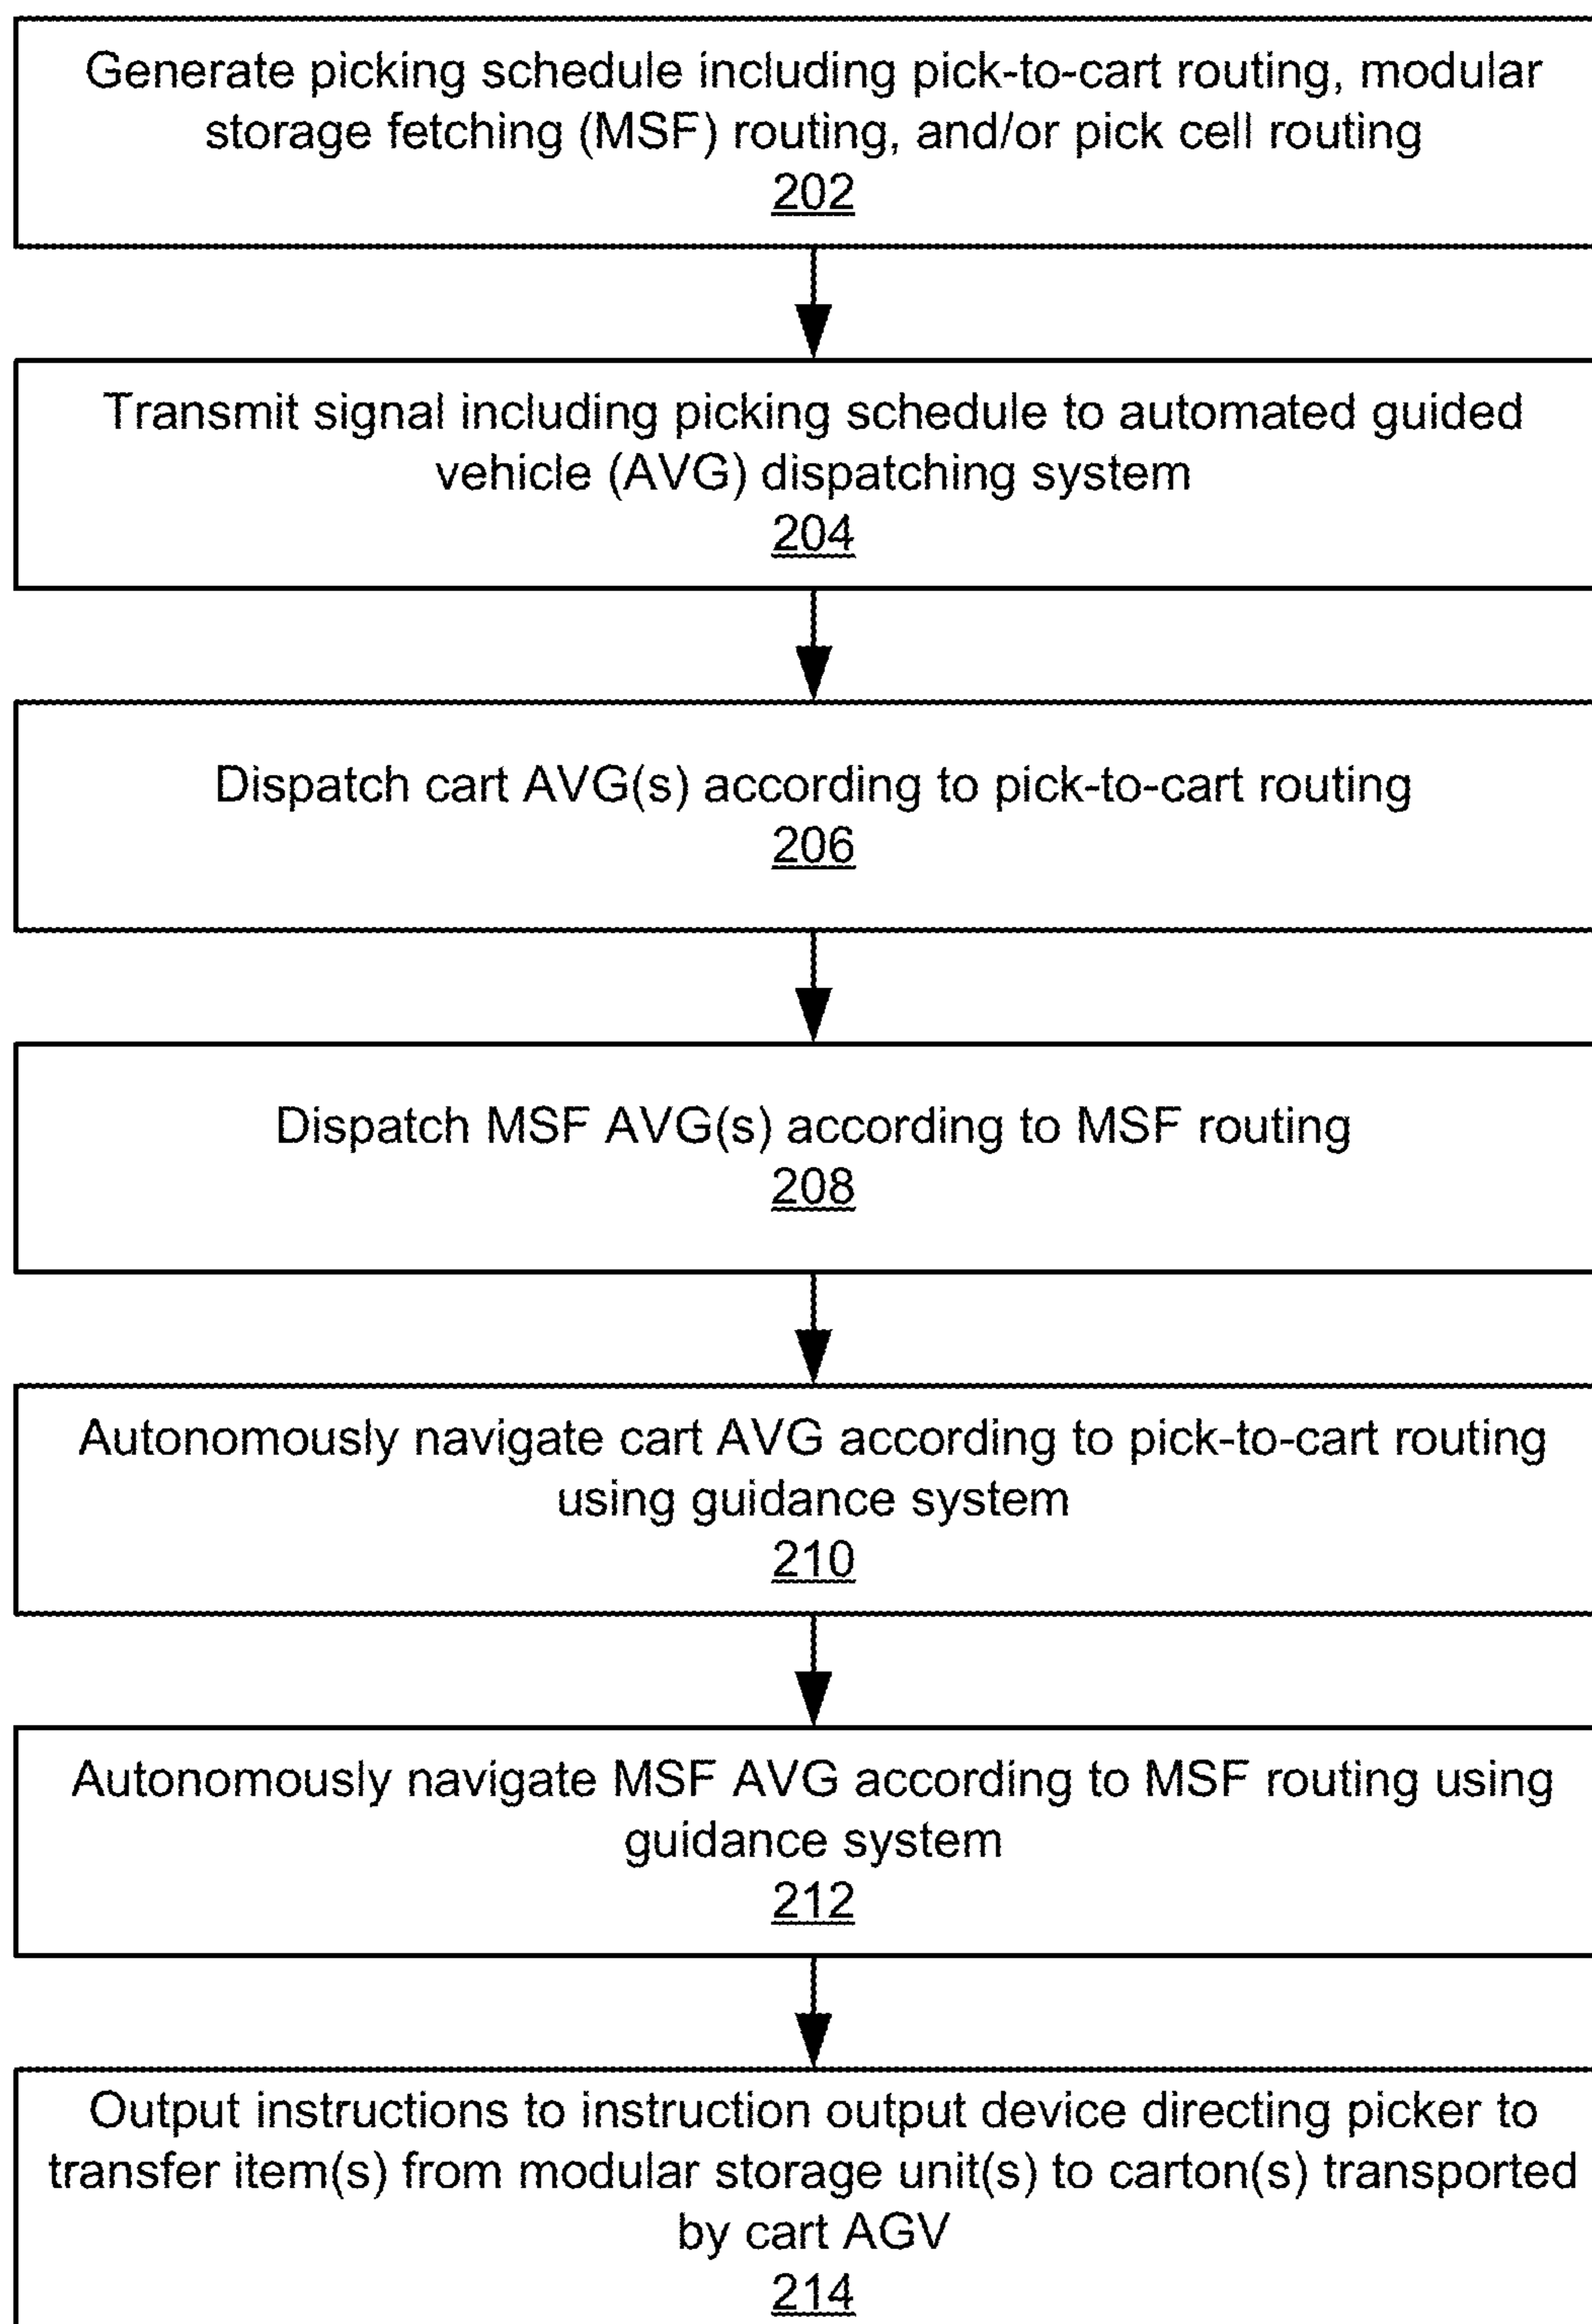 Generate picking schedule including pick-to-cart routing, modular
storage fetching (MSF) routing, and/or pick cell routing
202
Transmit signal including picking schedule to automated guided
vehicle (AVG) dispatching system
204
Dispatch cart AVG(s) according to pick-to-cart routing
206
Dispatch MSF AVG(s) according to MSF routing
208
Autonomously navigate cart AVG according to pick-to-cart routing
using guidance system
210
Autonomously navigate MSF AVG according to MSF routing using
guidance system
212
Output instructions to instruction output device directing picker to
transfer item(s) from modular storage unit(s) to carton(s) transported
by cart AGV
214